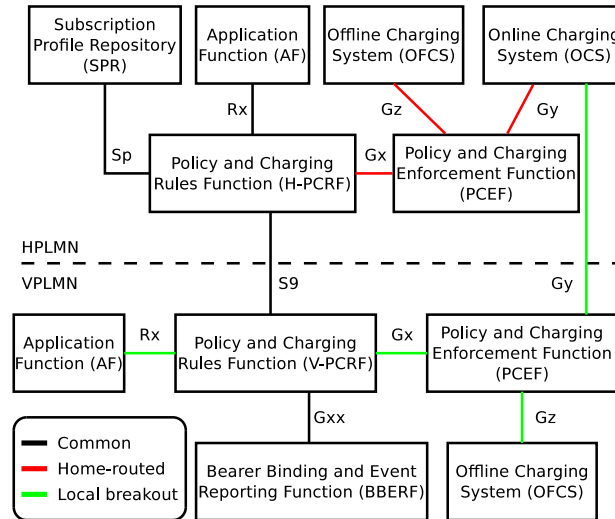 Subscription
Profile Repository
(SPR)
Application
Function (AF)
Offline Charging
System (OFCS)
Online Charging
System (OCS)
Rx
Gz
Gy
Sp
Policy and Charging
Rules Function (H-PCRF)
Gx
Policy and Charging
Enforcement Function
(PCEF)
HPLMN
VPLMN
S9
Gy
Application
Function (AF)
Rx
Policy and Charging
Rules Function (V-PCRF)
Gx
Policy and Charging
Enforcement Function
(PCEF)
Gxx
Gz
Common
Home-routed
Local breakout
Bearer Binding and Event
Reporting Function (BBERF)
Offline Charging
System (OFCS)